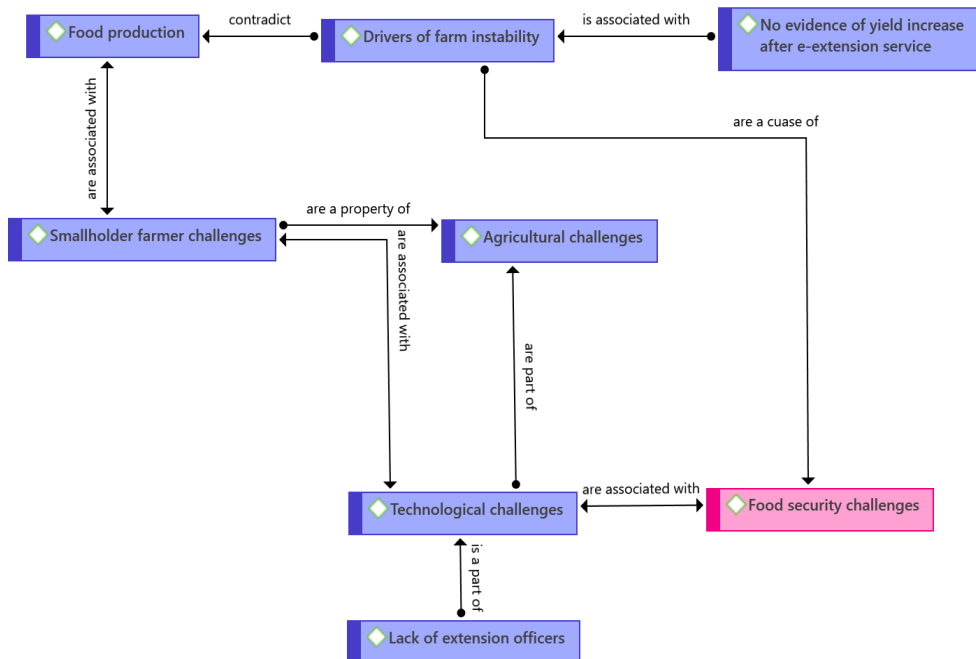 Food production
contradict
Drivers of farm instability
is associated with
No evidence of yield increase
after e-extension service
are associated with
are a cuase of
Smallholder farmer challenges
are a property of
Agricultural challenges
are associated with
are part of
Technological challenges
are associated with
Food security challenges
is a part of
Lack of extension officers